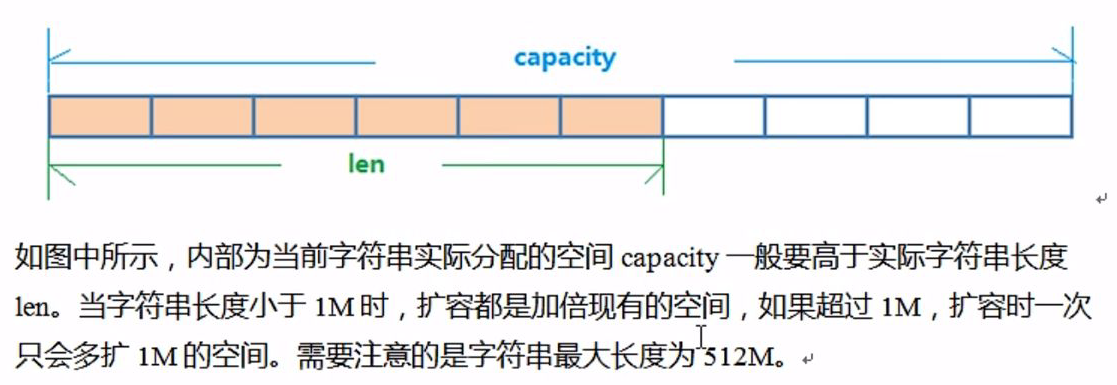 capacity
len
如图中所示，内部为当前字符串实际分配的空间 capacity 一般要高于实际字符串长度
len。当字符串长度小于 1M 时，扩容都是加倍现有的空间，如果超过 1M，扩容时一次
只会多扩 1M 的空间。需要注意的是字符串最大长度为 512M。